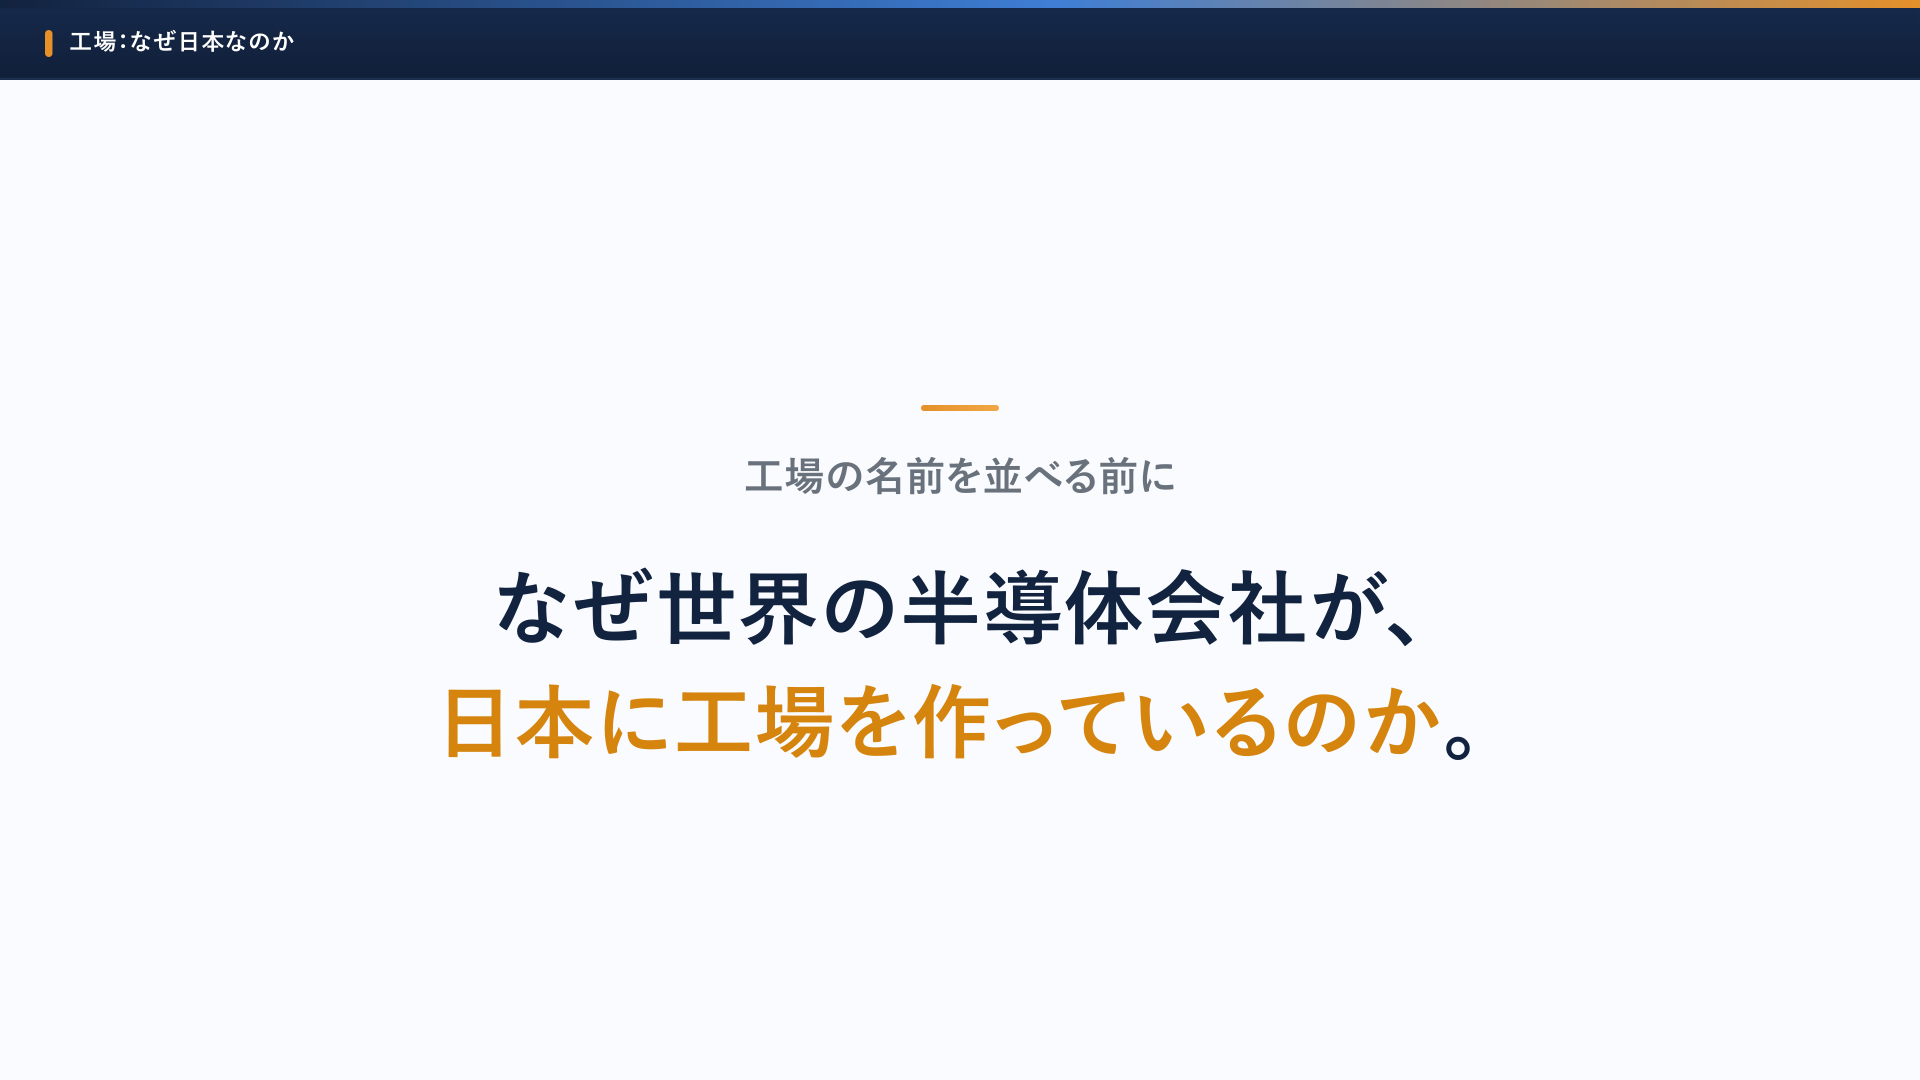 工場：なぜ日本なのか
工場の名前を並べる前に
なぜ世界の半導体会社が、
日本に工場を作っているのか。